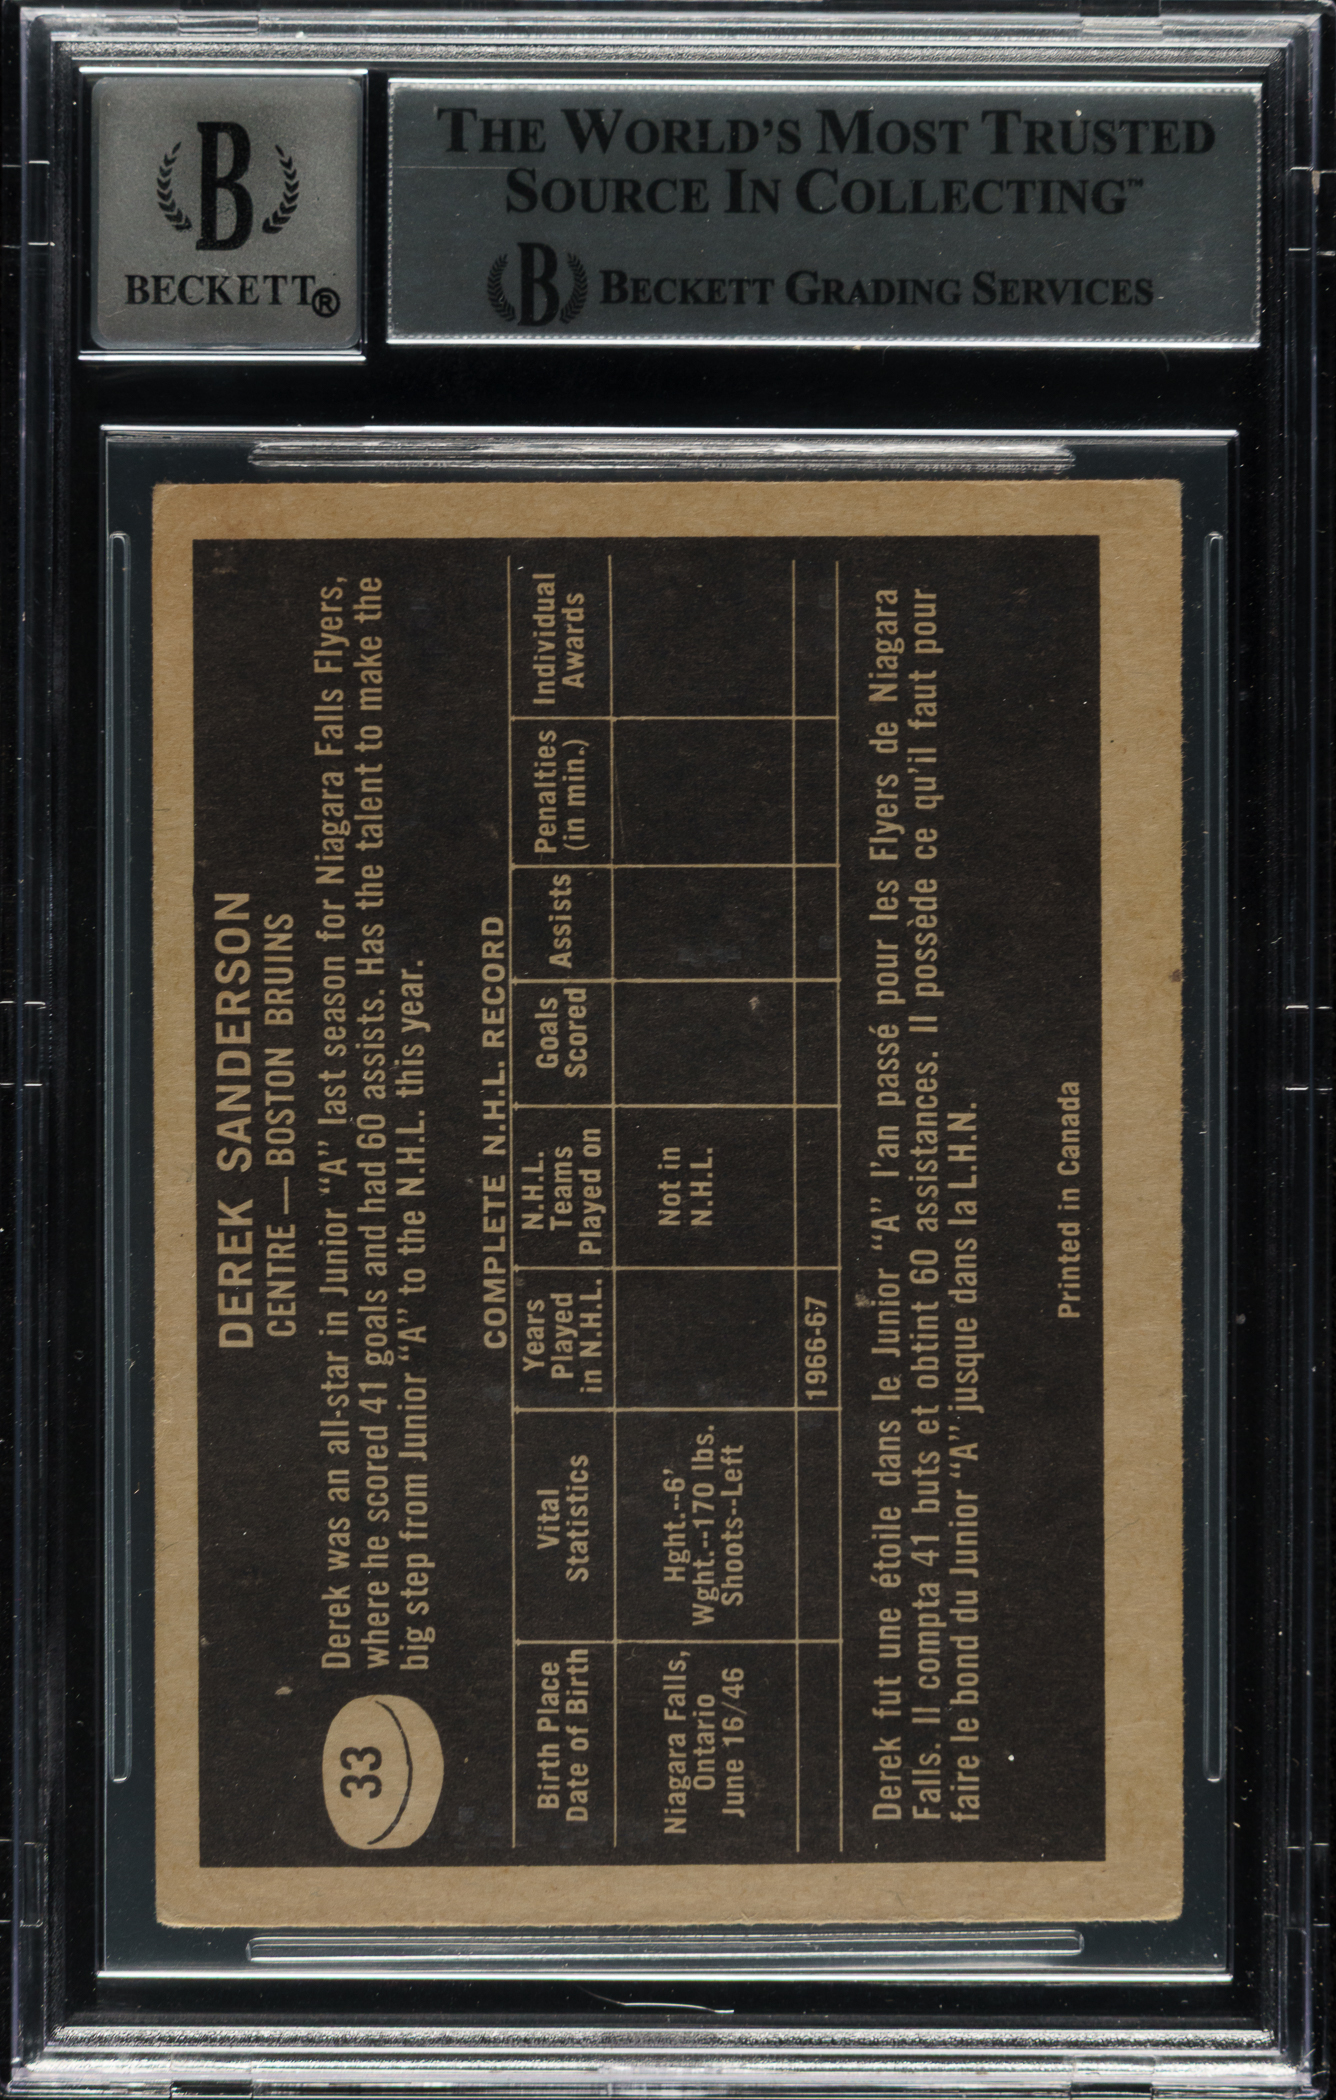 B
BECKETT®
THE WORLD'S MOST TRUSTED
SOURCE IN COLLECTING™
B BECKETT GRADING SERVICES
DEREK SANDERSON
CENTRE — BOSTON BRUINS
33
Derek was an all-star in Junior “A” last season for Niagara Falls Flyers,
where he scored 41 goals and had 60 assists. Has the talent to make the
big step from Junior “A” to the N.H.L. this year.
COMPLETE N.H.L. RECORD
Birth Place
Date of Birth
Vital
Statistics
Years
Played
in N.H.L.
N.H.L.
Teams
Played on
Goals
Scored
Assists
Penalties
(in min.)
Individual
Awards
Niagara Falls,
Ontario
June 16/46
Hght.--6'
Wght.--170 lbs.
Shoots--Left
Not in
N.H.L.
1966-67
Derek fut une étoile dans le Junior “A” l'an passé pour les Flyers de Niagara
Falls. Il compta 41 buts et obtint 60 assistances. Il possède ce qu'il faut pour
faire le bond du Junior “A” jusque dans la L.H.N.
Printed in Canada